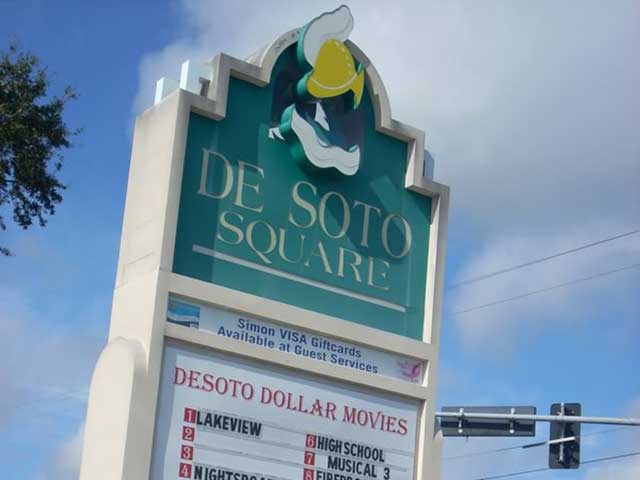 DE SOTO
SQUARE
Simon VISA Giftcards
Available at Guest Services
DESOTO DOLLAR MOVIES
1 LAKEVIEW
2
3
4
6 HIGH SCHOOL
7 MUSICAL 3
8